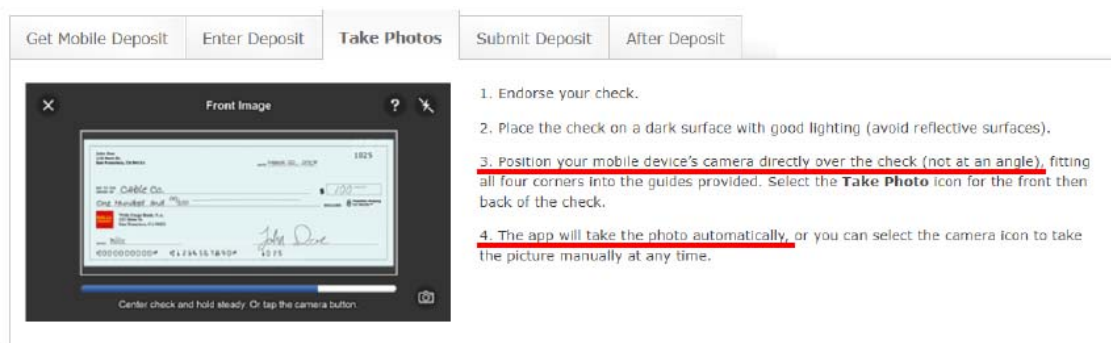 Get Mobile Deposit
Enter Deposit
Take Photos
Submit Deposit
After Deposit
Front Image
?
1025
Cable Co.
$ 100
One Hundred and
John Doe
1025
Center check and hold steady. Or tap the camera button.
1. Endorse your check.
2. Place the check on a dark surface with good lighting (avoid reflective surfaces).
3. Position your mobile device's camera directly over the check (not at an angle), fitting
all four corners into the guides provided. Select the Take Photo icon for the front then
back of the check.
4. The app will take the photo automatically, or you can select the camera icon to take
the picture manually at any time.